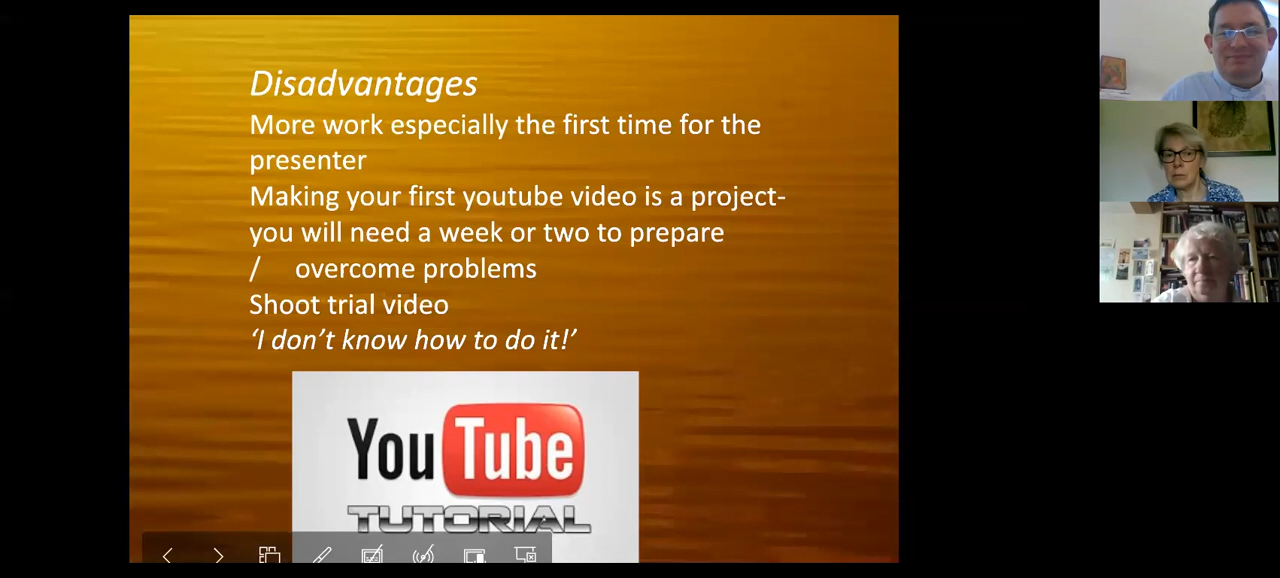 Disadvantages
More work especially the first time for the
presenter
Making your first youtube video is a project-
you will need a week or two to prepare
/ overcome problems
Shoot trial video
‘I don’t know how to do it!’
YouTube
TUTORIAL